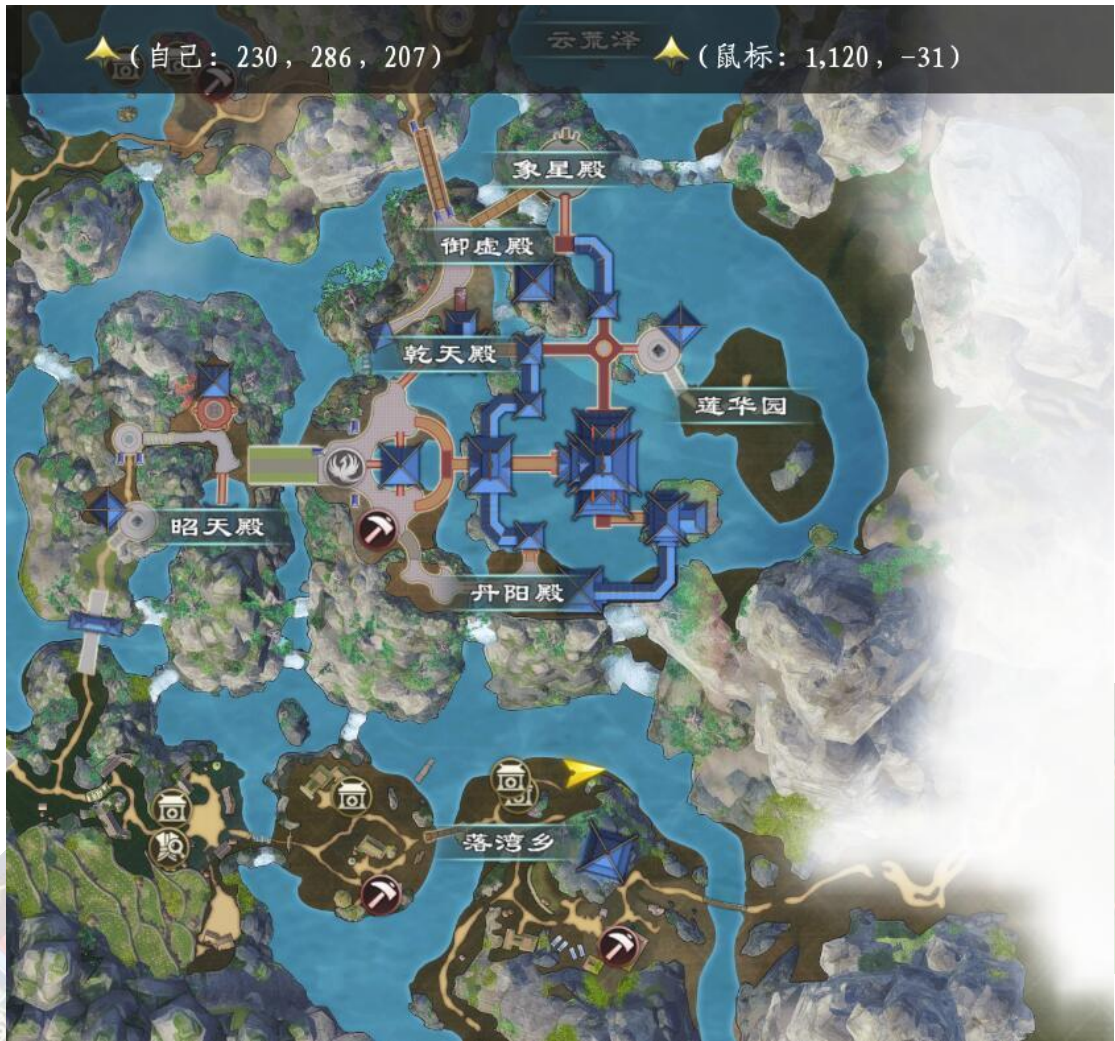 云荒泽
(自己: 230, 286, 207)
(鼠标: 1,120, -31)
象星殿
御虚殿
乾天殿
莲华园
昭天殿
丹阳殿
落湾乡